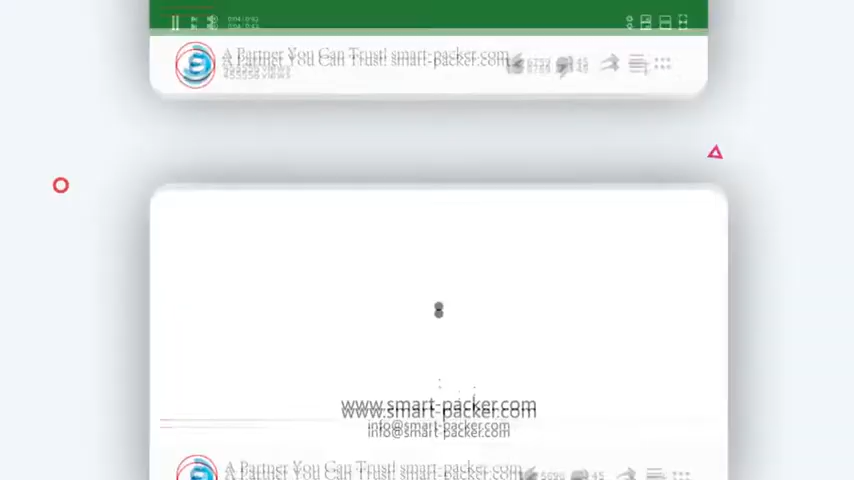 A Partner You Can Trust! smart-packer.com
www.smart-packer.com
info@smart-packer.com
A Partner You Can Trust! smart-packer.com
45